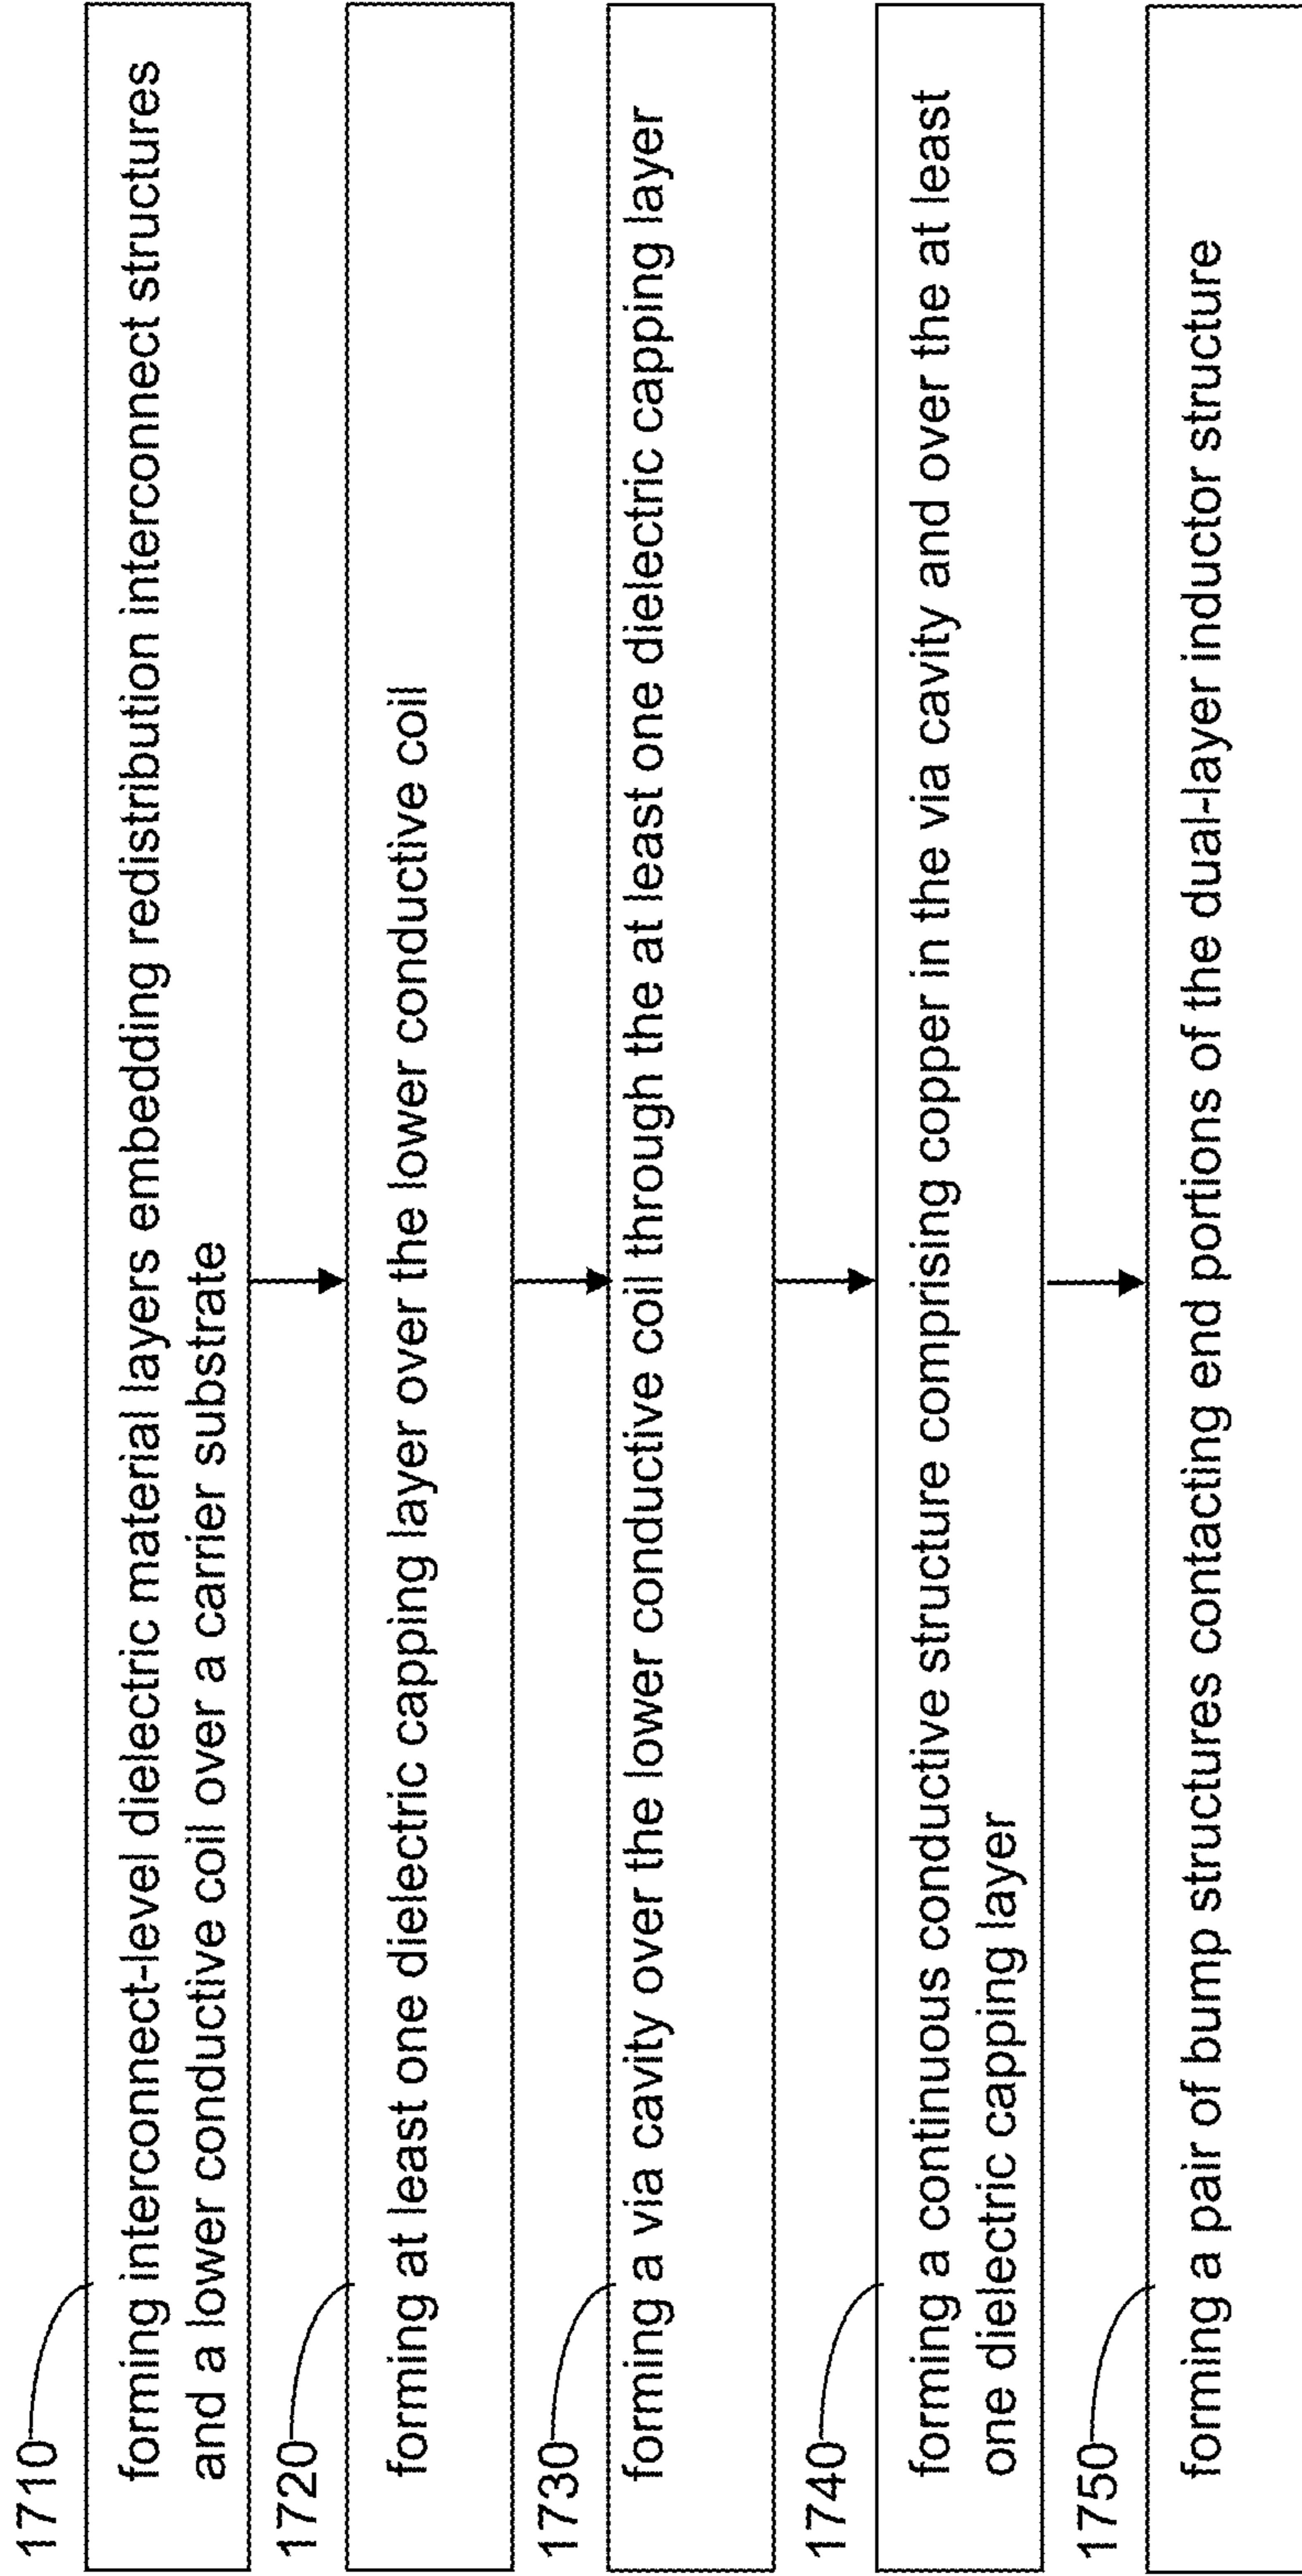 1710
forming interconnect-level dielectric material layers embedding redistribution interconnect structures
and a lower conductive coil over a carrier substrate
1720
forming at least one dielectric capping layer over the lower conductive coil
1730
forming a via cavity over the lower conductive coil through the at least one dielectric capping layer
1740
forming a continuous conductive structure comprising copper in the via cavity and over the at least
one dielectric capping layer
1750
forming a pair of bump structures contacting end portions of the dual-layer inductor structure